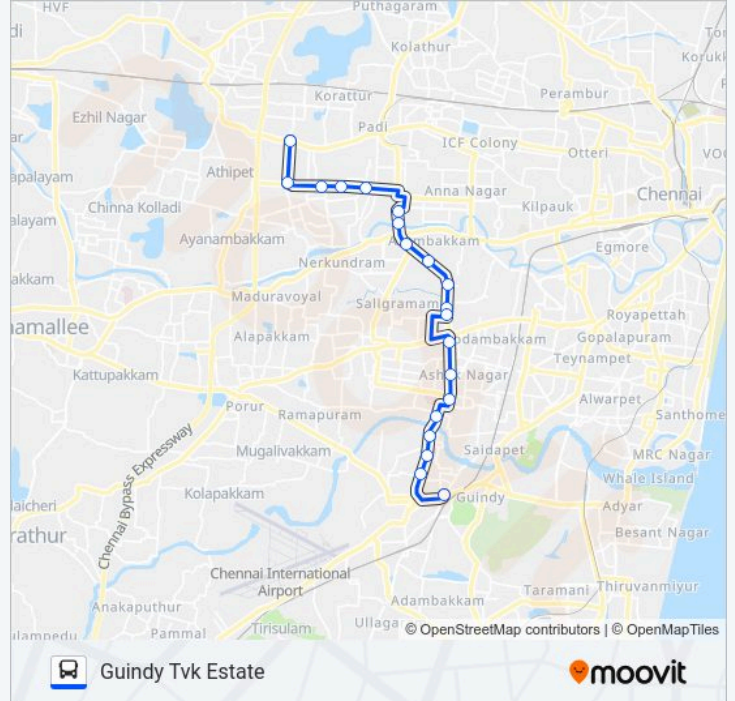 HVF
Puthagaram
Kolathur
Korattur
Perambur
Ezhil Nagar
Padi
ICF Colony
Otteri
Athipet
Anna Nagar
Chennai
Chinna Kolladi
Kilpauk
Ayanambakkam
Egmore
Nerkundram
Maduravoyal
Sallgramam
Royapettah
Alapakkam
Gopalapuram
Teynampet
Kattupakkam
Porur
Ramapuram
Alwarpet
Santhome
Mugalivakkam
Saidapet
MRC Nagar
Whale Island
Kolapakkam
Guindy
Adyar
Chennai Bypass Expressway
Besant Nagar
Chennai International
Airport
Taramani
Thiruvanmiyur
Anakaputhur
Adambakkam
Pammal
Tirisulam
Ullaga
© OpenStreetMap contributors | © OpenMapTiles
Guindy Tvk Estate
moovit